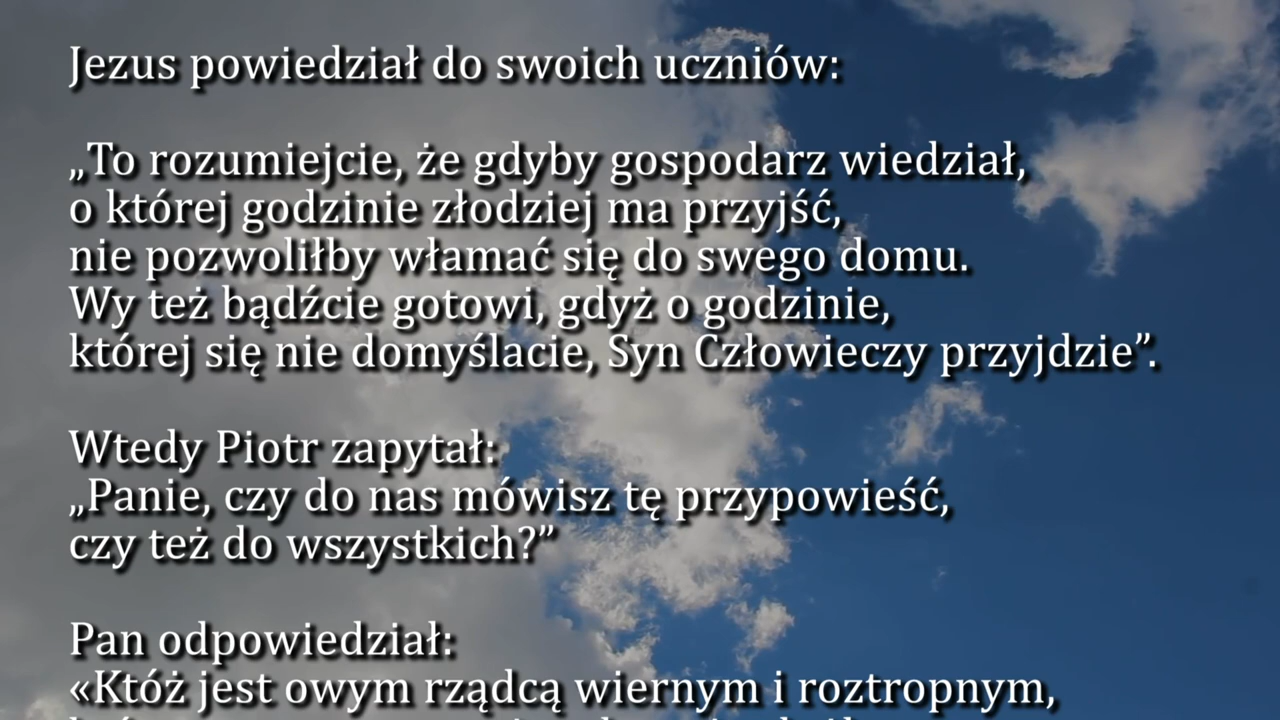 Jezus powiedział do swoich uczniów:
„To rozumiejcie, że gdyby gospodarz wiedział,
o której godzinie złodziej ma przyjść,
nie pozwoliłby włamać się do swego domu.
Wy też bądźcie gotowi, gdyż o godzinie,
której się nie domyślacie, Syn Człowieczy przyjdzie”.
Wtedy Piotr zapytał:
„Panie, czy do nas mówisz tę przypowieść,
czy też do wszystkich?”
Pan odpowiedział:
«Któż jest owym rządcą wiernym i roztropnym,